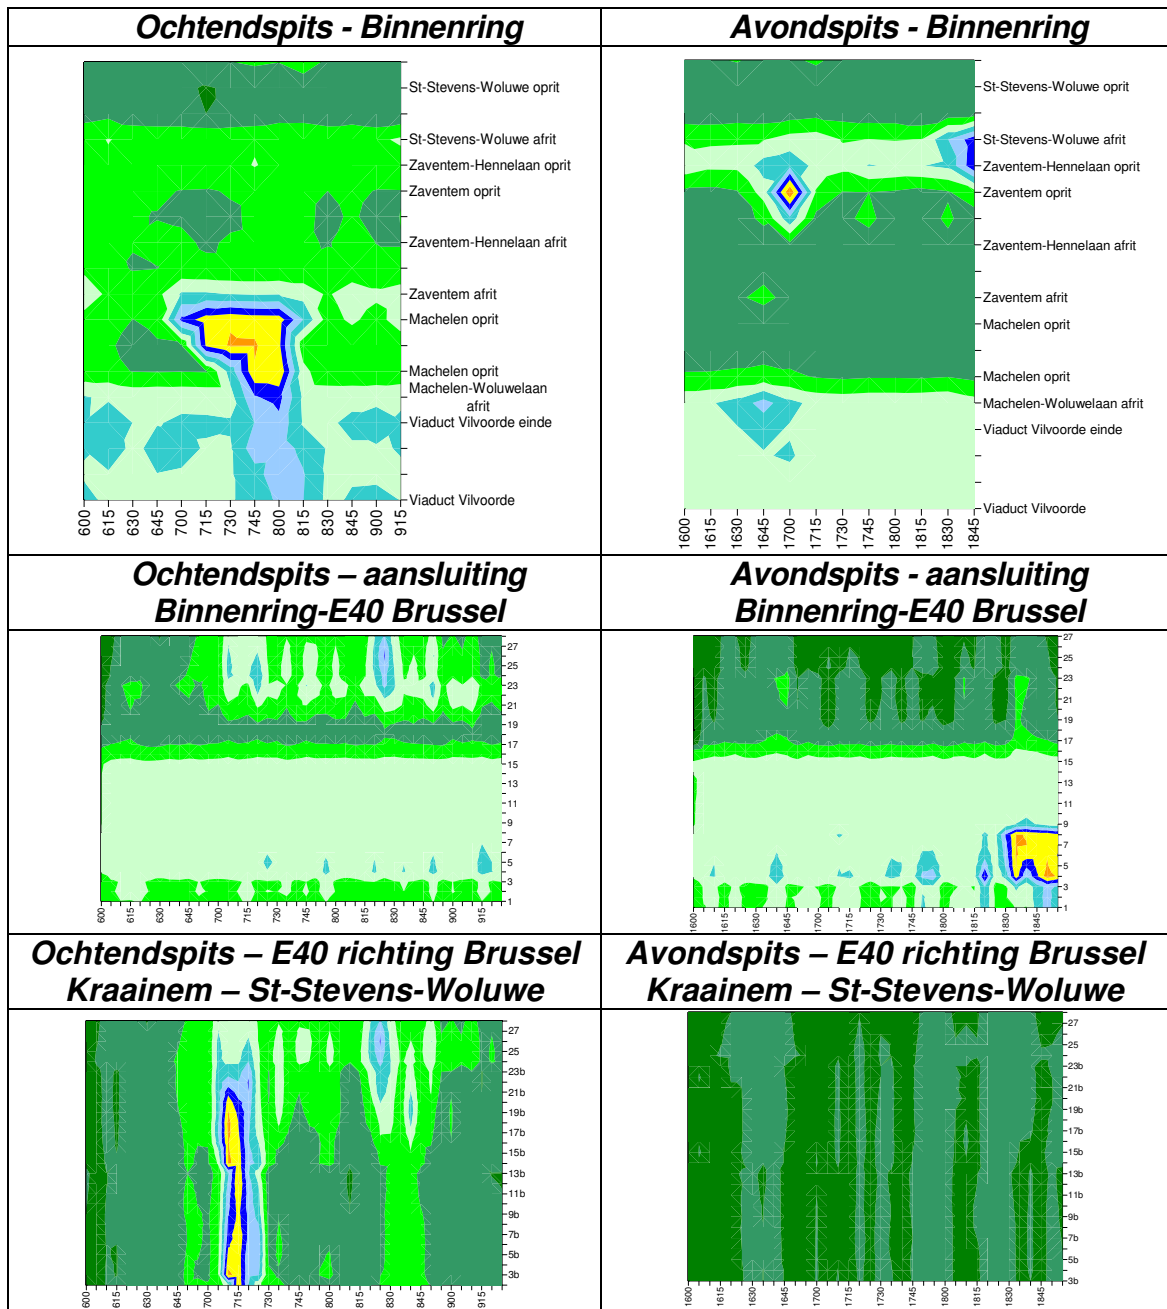 Ochtendspits - Binnenring
Avondspits - Binnenring
St-Stevens-Woluwe oprit
St-Stevens-Woluwe afrit
Zaventem-Hennelaan oprit
Zaventem oprit
Zaventem-Hennelaan afrit
Zaventem afrit
Machelen oprit
Machelen oprit
Machelen-Woluwelaan
afrit
Viaduct Vilvoorde einde
Viaduct Vilvoorde
600 615 630 645 700 715 730 745 800 815 830 845 900 915
St-Stevens-Woluwe oprit
St-Stevens-Woluwe afrit
Zaventem-Hennelaan oprit
Zaventem oprit
Zaventem-Hennelaan afrit
Zaventem afrit
Machelen oprit
Machelen oprit
Machelen-Woluwelaan afrit
Viaduct Vilvoorde einde
Viaduct Vilvoorde
1600 1615 1630 1645 1700 1715 1730 1745 1800 1815 1830 1845
Ochtendspits – aansluiting
Binnenring-E40 Brussel
Avondspits - aansluiting
Binnenring-E40 Brussel
27
25
23
21
19
17
15
13
11
9
7
5
3
1
600 615 630 645 700 715 730 745 800 815 830 845 900 915
27
25
23
21
19
17
15
13
11
9
7
5
3
1
1600 1615 1630 1645 1700 1715 1730 1745 1800 1815 1830 1845
Ochtendspits – E40 richting Brussel
Kraainem – St-Stevens-Woluwe
Avondspits – E40 richting Brussel
Kraainem – St-Stevens-Woluwe
27
25
23b
21b
19b
17b
15b
13b
11b
9b
7b
5b
3b
600 615 630 645 700 715 730 745 800 815 830 845 900 915
27
25
23b
21b
19b
17b
15b
13b
11b
9b
7b
5b
3b
1600 1615 1630 1645 1700 1715 1730 1745 1800 1815 1830 1845